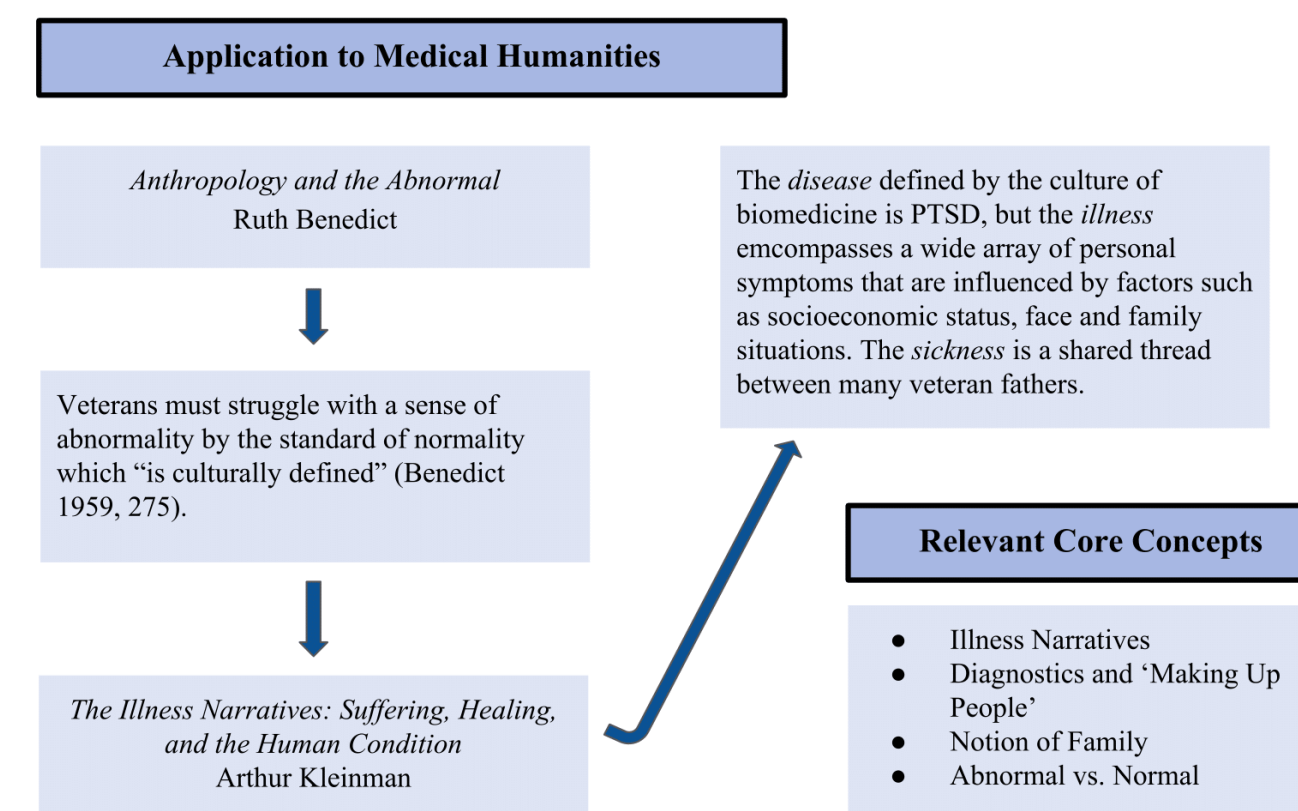 Application to Medical Humanities
Anthropology and the Abnormal
Ruth Benedict
Veterans must struggle with a sense of
abnormality by the standard of normality
which “is culturally defined” (Benedict
1959, 275).
The Illness Narratives: Suffering, Healing,
and the Human Condition
Arthur Kleinman
The disease defined by the culture of
biomedicine is PTSD, but the illness
emcompasses a wide array of personal
symptoms that are influenced by factors such
as socioeconomic status, face and family
situations. The sickness is a shared thread
between many veteran fathers.
Relevant Core Concepts
● Illness Narratives
● Diagnostics and ‘Making Up
People’
● Notion of Family
● Abnormal vs. Normal